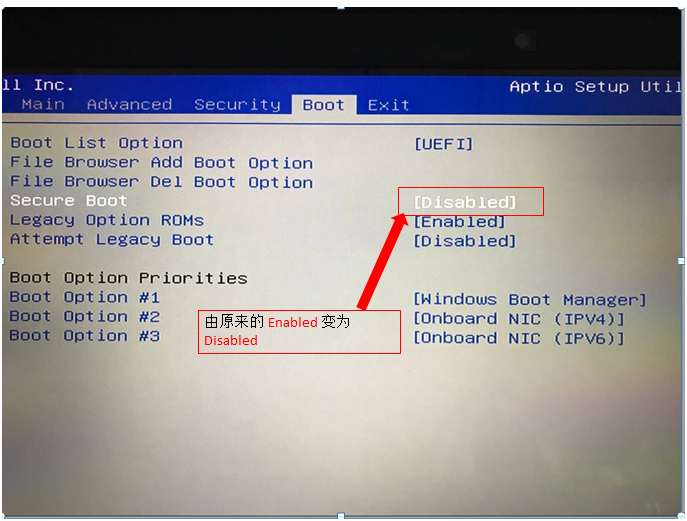 ll Inc.
Aptio Setup Util
Main Advanced Security Boot Exit
Boot List Option [UEFI]
File Browser Add Boot Option
File Browser Del Boot Option
Secure Boot [Disabled]
Legacy Option ROMs [Enabled]
Attempt Legacy Boot [Disabled]
Boot Option Priorities
Boot Option #1 [Windows Boot Manager]
Boot Option #2 [Onboard NIC (IPV4)]
Boot Option #3 [Onboard NIC (IPV6)]
由原来的 Enabled 变为
Disabled